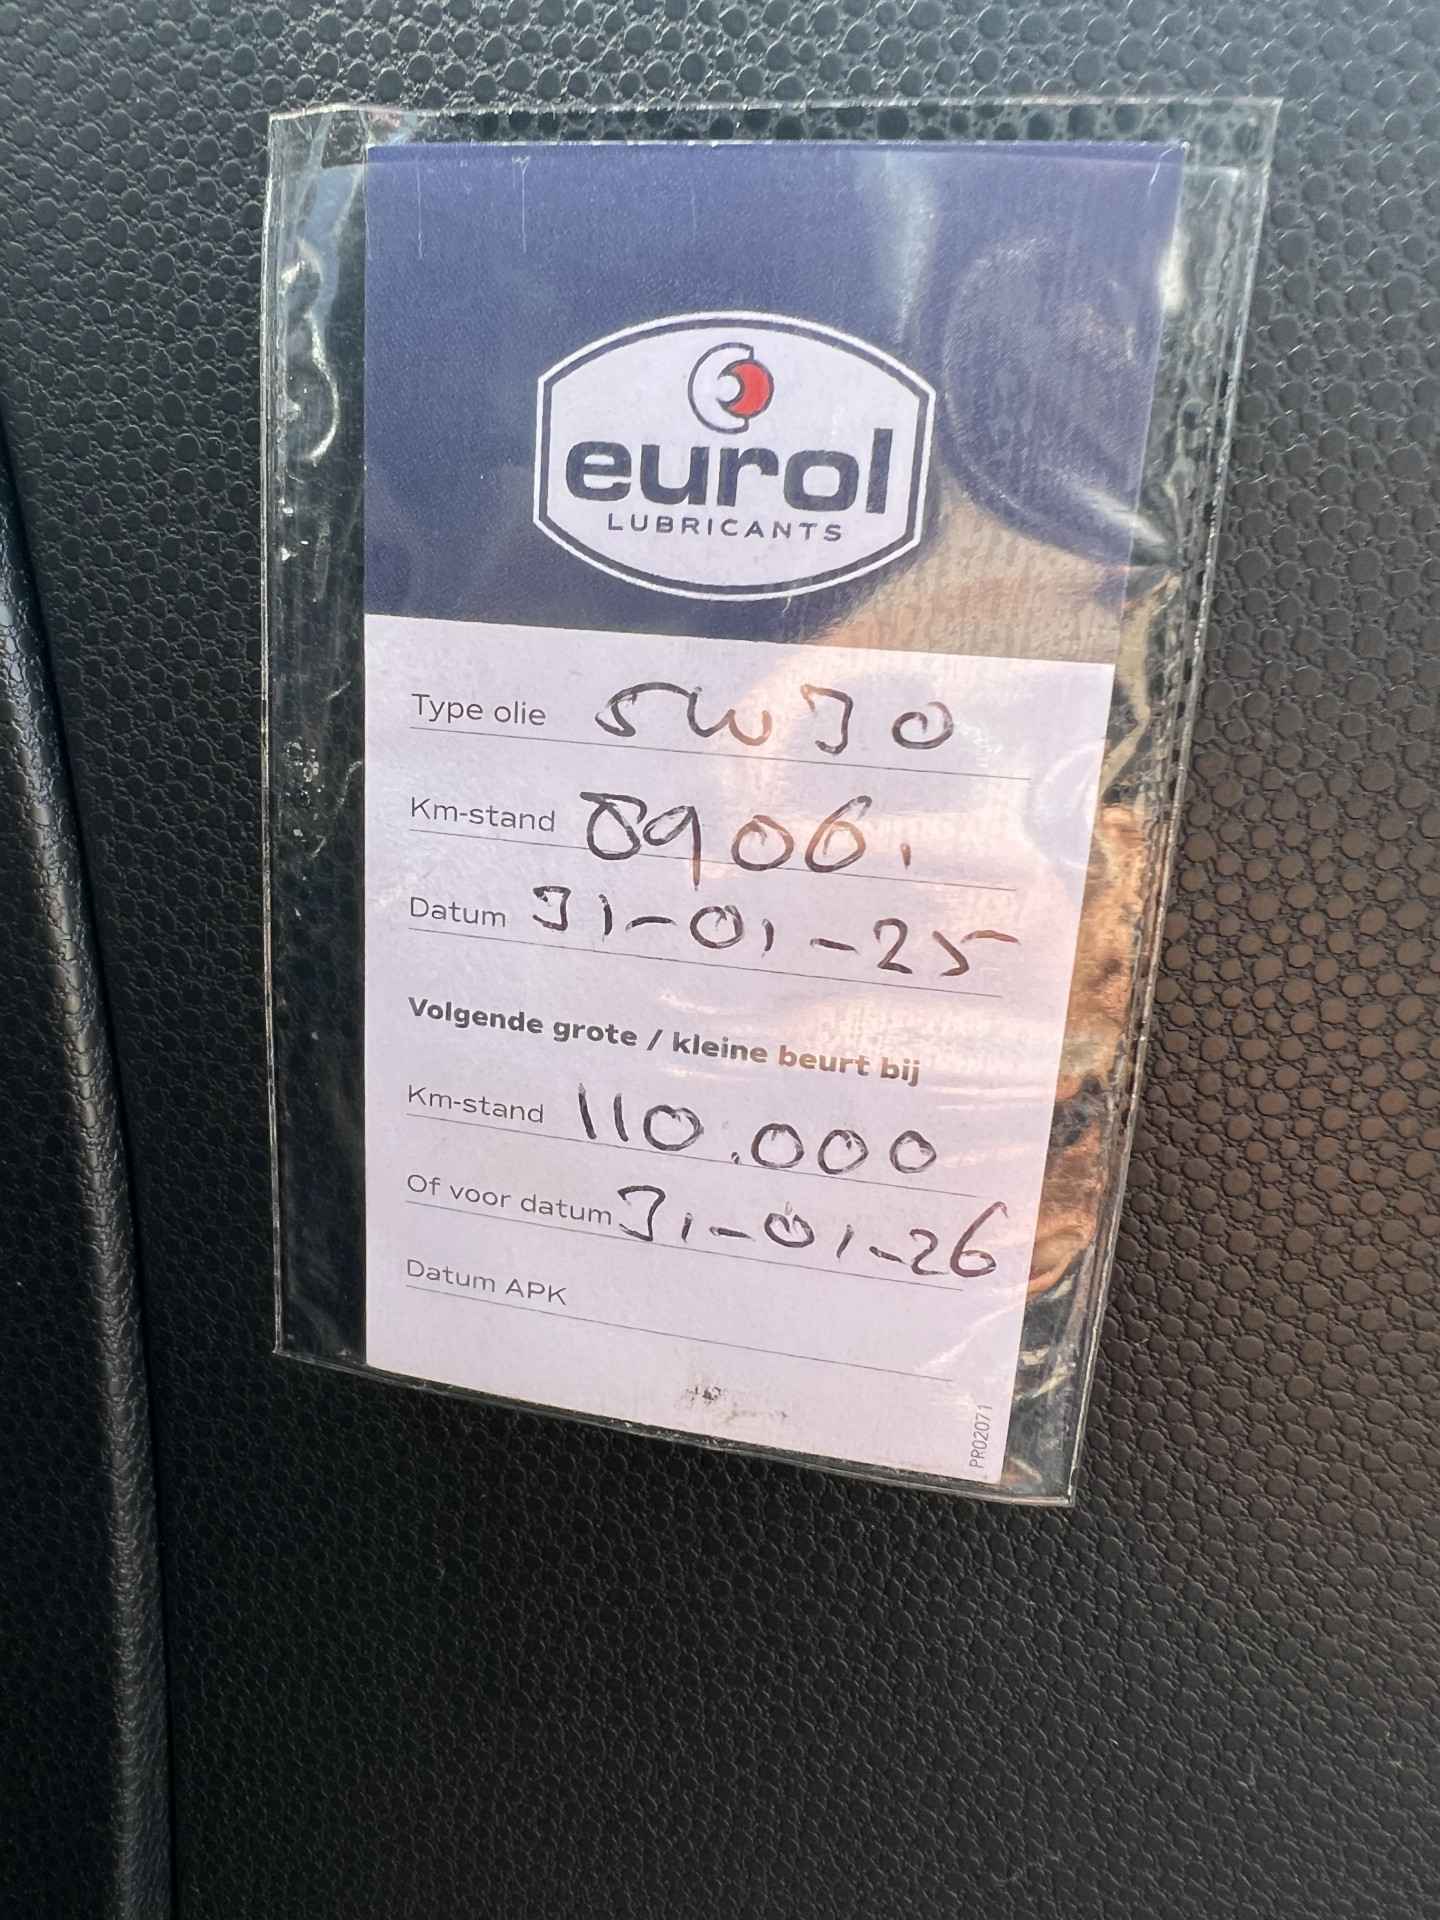 eurol
LUBRICANTS
Type olie 5W30
Km-stand 89061
Datum 31-01-25
Volgende grote / kleine beurt bij
Km-stand 110.000
Of voor datum 31-01-26
Datum APK
PR02071